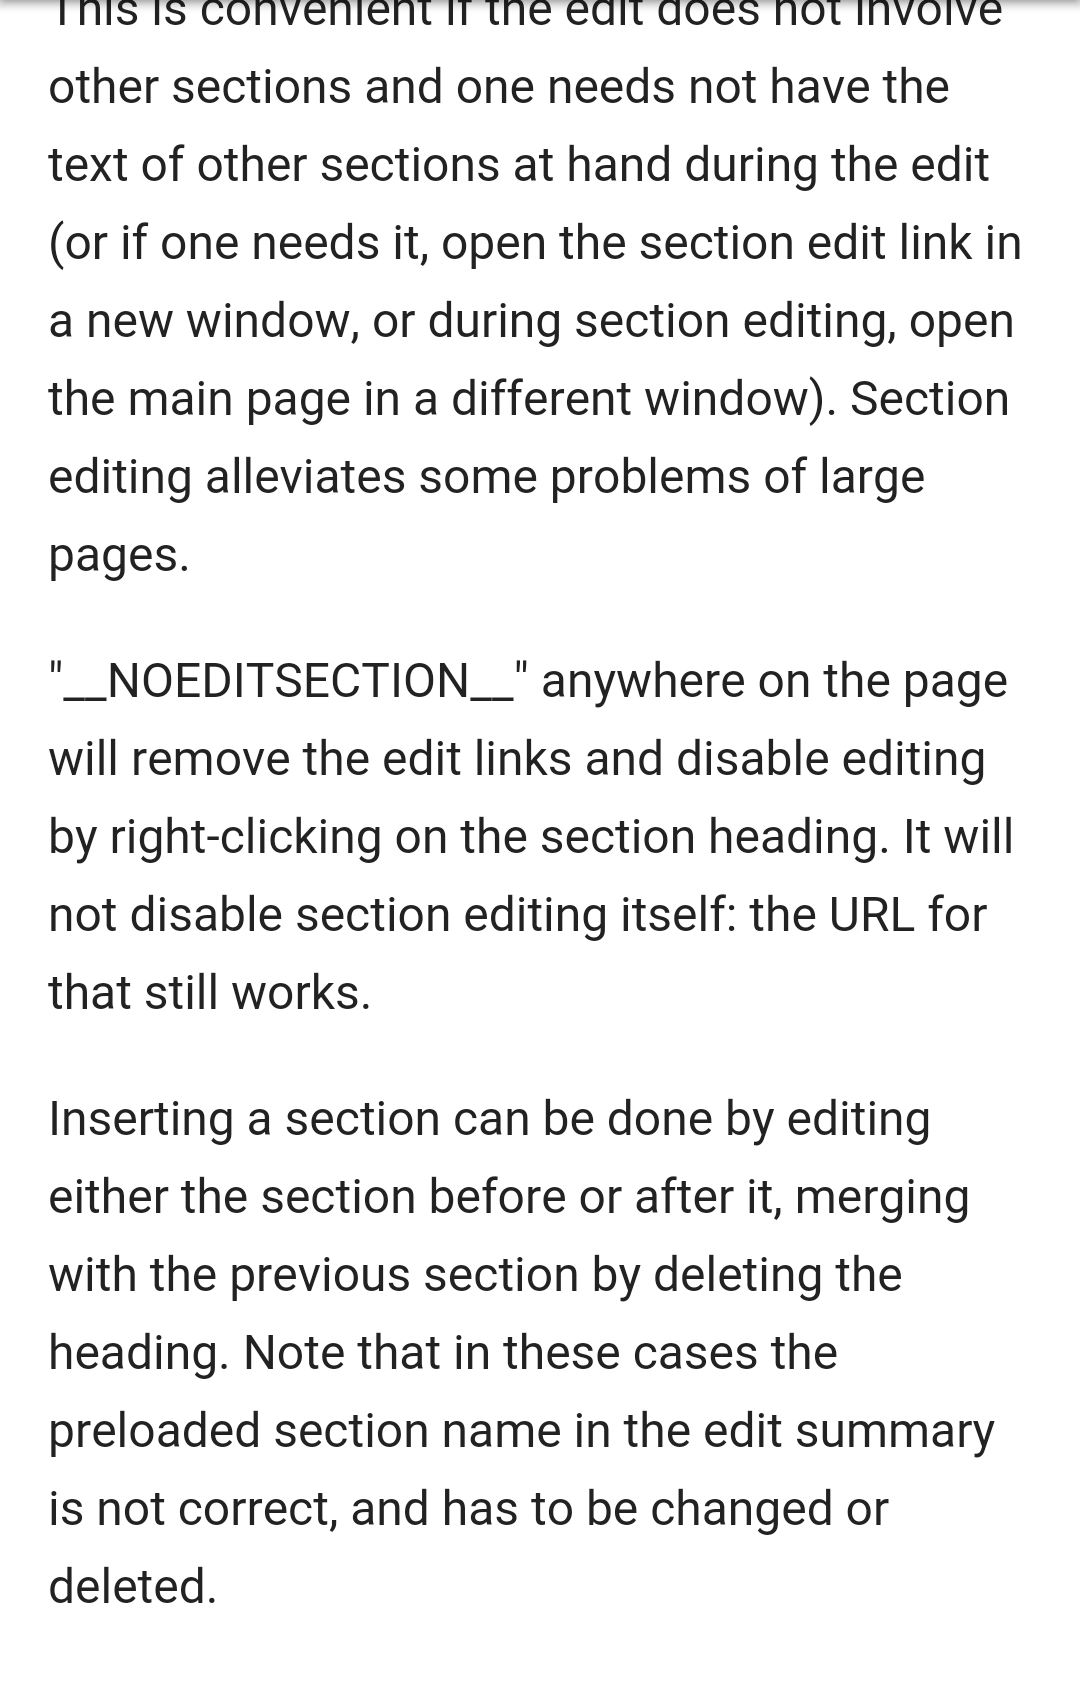 This is convenient if the edit does not involve
other sections and one needs not have the
text of other sections at hand during the edit
(or if one needs it, open the section edit link in
a new window, or during section editing, open
the main page in a different window). Section
editing alleviates some problems of large
pages.
"__NOEDITSECTION__" anywhere on the page
will remove the edit links and disable editing
by right-clicking on the section heading. It will
not disable section editing itself: the URL for
that still works.
Inserting a section can be done by editing
either the section before or after it, merging
with the previous section by deleting the
heading. Note that in these cases the
preloaded section name in the edit summary
is not correct, and has to be changed or
deleted.